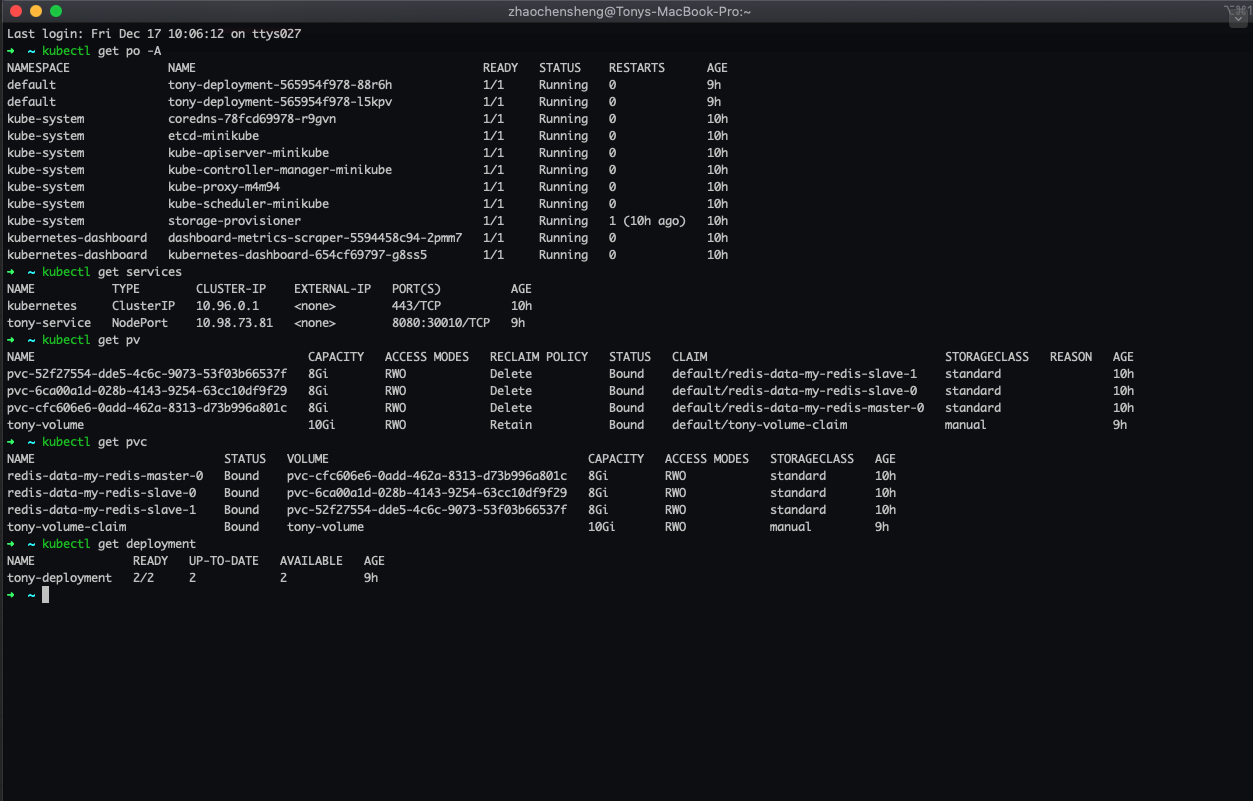 zhaochensheng@Tonys-MacBook-Pro:~
Last login: Fri Dec 17 10:06:12 on ttys027
➜ ~ kubectl get po -A
NAMESPACE NAME READY STATUS RESTARTS AGE
default tony-deployment-565954f978-88r6h 1/1 Running 0 9h
default tony-deployment-565954f978-l5kpv 1/1 Running 0 9h
kube-system coredns-78fcd69978-r9gvn 1/1 Running 0 10h
kube-system etcd-minikube 1/1 Running 0 10h
kube-system kube-apiserver-minikube 1/1 Running 0 10h
kube-system kube-controller-manager-minikube 1/1 Running 0 10h
kube-system kube-proxy-m4m94 1/1 Running 0 10h
kube-system kube-scheduler-minikube 1/1 Running 0 10h
kube-system storage-provisioner 1/1 Running 1 (10h ago) 10h
kubernetes-dashboard dashboard-metrics-scraper-5594458c94-2pmm7 1/1 Running 0 10h
kubernetes-dashboard kubernetes-dashboard-654cf69797-g8ss5 1/1 Running 0 10h
➜ ~ kubectl get services
NAME TYPE CLUSTER-IP EXTERNAL-IP PORT(S) AGE
kubernetes ClusterIP 10.96.0.1 <none> 443/TCP 10h
tony-service NodePort 10.98.73.81 <none> 8080:30010/TCP 9h
➜ ~ kubectl get pv
NAME CAPACITY ACCESS MODES RECLAIM POLICY STATUS CLAIM STORAGECLASS REASON AGE
pvc-52f27554-dde5-4c6c-9073-53f03b66537f 8Gi RWO Delete Bound default/redis-data-my-redis-slave-1 standard 10h
pvc-6ca00a1d-028b-4143-9254-63cc10df9f29 8Gi RWO Delete Bound default/redis-data-my-redis-slave-0 standard 10h
pvc-cfc606e6-0add-462a-8313-d73b996a801c 8Gi RWO Delete Bound default/redis-data-my-redis-master-0 standard 10h
tony-volume 10Gi RWO Retain Bound default/tony-volume-claim manual 9h
➜ ~ kubectl get pvc
NAME STATUS VOLUME CAPACITY ACCESS MODES STORAGECLASS AGE
redis-data-my-redis-master-0 Bound pvc-cfc606e6-0add-462a-8313-d73b996a801c 8Gi RWO standard 10h
redis-data-my-redis-slave-0 Bound pvc-6ca00a1d-028b-4143-9254-63cc10df9f29 8Gi RWO standard 10h
redis-data-my-redis-slave-1 Bound pvc-52f27554-dde5-4c6c-9073-53f03b66537f 8Gi RWO standard 10h
tony-volume-claim Bound tony-volume 10Gi RWO manual 9h
➜ ~ kubectl get deployment
NAME READY UP-TO-DATE AVAILABLE AGE
tony-deployment 2/2 2 2 9h
➜ ~